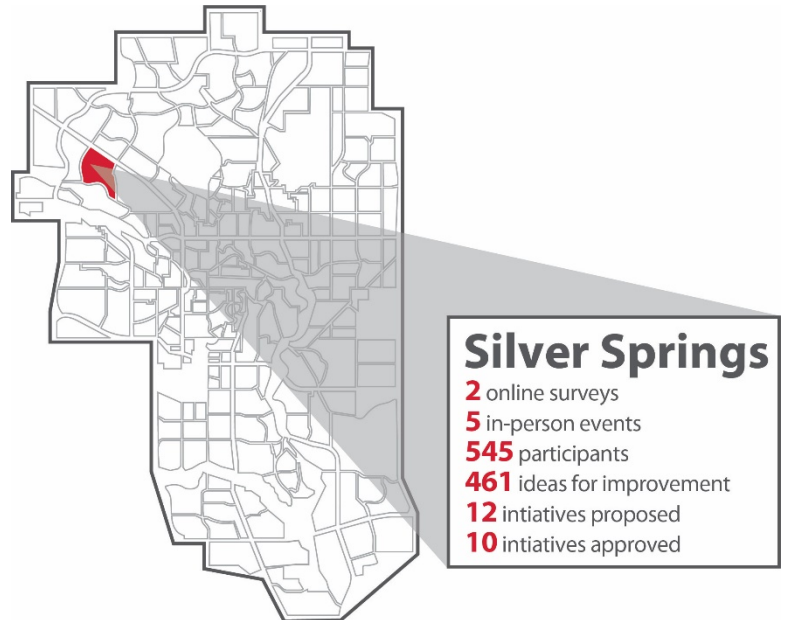 Silver Springs
2 online surveys
5 in-person events
545 participants
461 ideas for improvement
12 intiatives proposed
10 intiatives approved